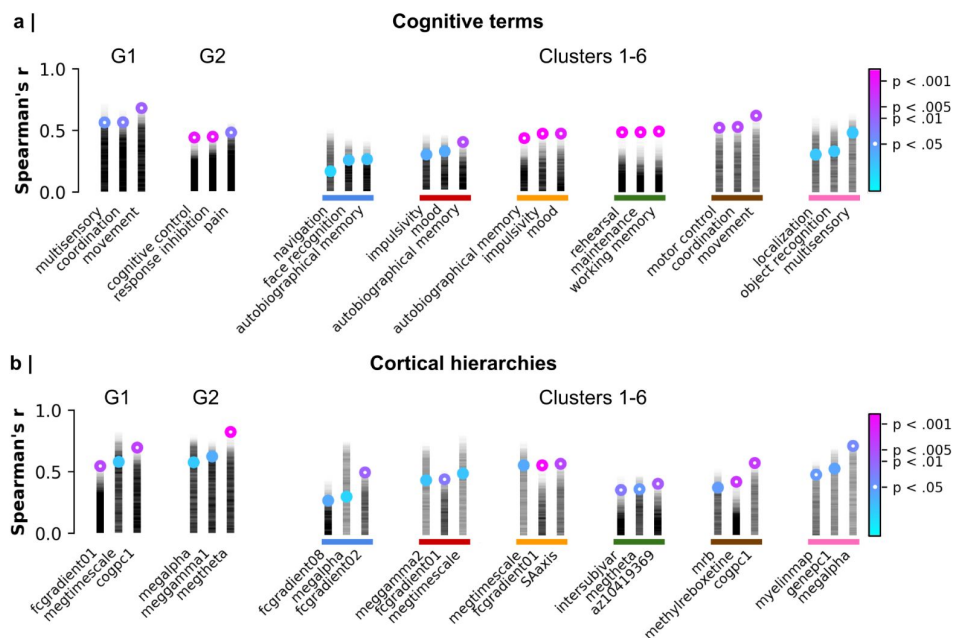 a | Cognitive terms
G1 G2 Clusters 1-6
Spearman's r
1.0
0.5
0.0
multisensory
coordination
movement
cognitive control
response inhibition
pain
navigation
face recognition
autobiographical memory
impulsivity
mood
autobiographical memory
autobiographical memory
impulsivity
mood
rehearsal
maintenance
working memory
motor control
coordination
movement
localization
object recognition
multisensory
p < .001
p < .005
p < .01
p < .05
b | Cortical hierarchies
G1 G2 Clusters 1-6
Spearman's r
1.0
0.5
0.0
fcgradient01
megtimescale
cogpc1
megalpha
meggamma1
megtheta
fcgradient08
megalpha
fcgradient02
meggamma2
fcgradient01
megtimescale
megtimescale
fcgradient01
SAaxis
intersubjvar
megtheta
az10419369
mrb
methylreboxetine
cogpc1
myelinmap
genepc1
megalpha
p < .001
p < .005
p < .01
p < .05